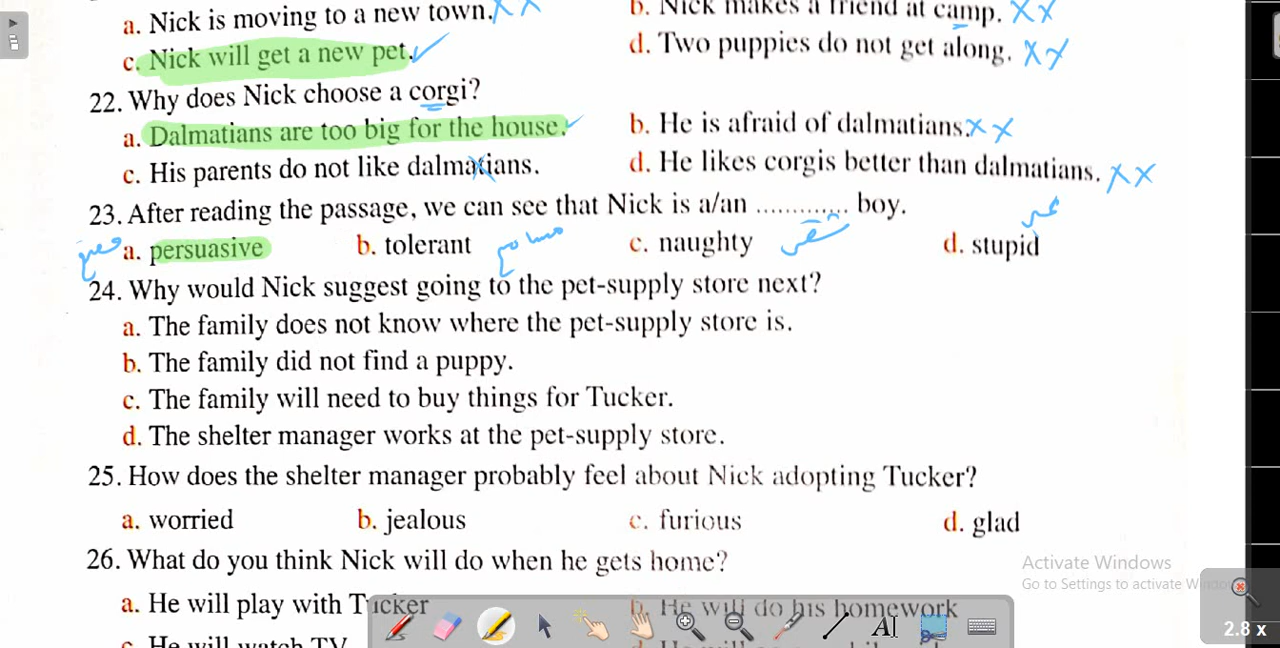 a. Nick is moving to a new town. b. Nick makes a friend at camp.
c. Nick will get a new pet. d. Two puppies do not get along.
22. Why does Nick choose a corgi?
a. Dalmatians are too big for the house. b. He is afraid of dalmatians.
c. His parents do not like dalmatians. d. He likes corgis better than dalmatians.
23. After reading the passage, we can see that Nick is a/an ............. boy.
a. persuasive b. tolerant c. naughty d. stupid
24. Why would Nick suggest going to the pet-supply store next?
a. The family does not know where the pet-supply store is.
b. The family did not find a puppy.
c. The family will need to buy things for Tucker.
d. The shelter manager works at the pet-supply store.
25. How does the shelter manager probably feel about Nick adopting Tucker?
a. worried b. jealous c. furious d. glad
26. What do you think Nick will do when he gets home?
Activate Windows
Go to Settings to activate
a. He will play with Tucker b. He will do his homework
c. He will watch TV
2.8 x